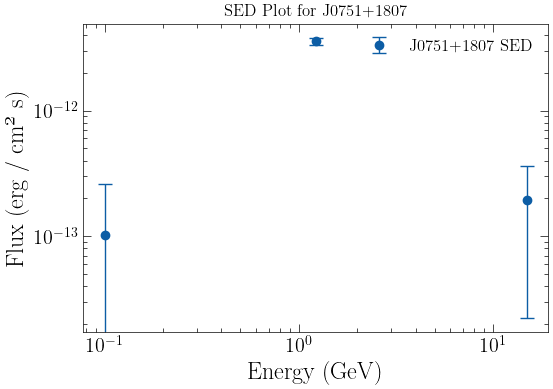 SED Plot for J0751+1807
J0751+1807 SED
Flux (erg / cm² s)
10⁻¹²
10⁻¹³
10⁻¹
10⁰
10¹
Energy (GeV)